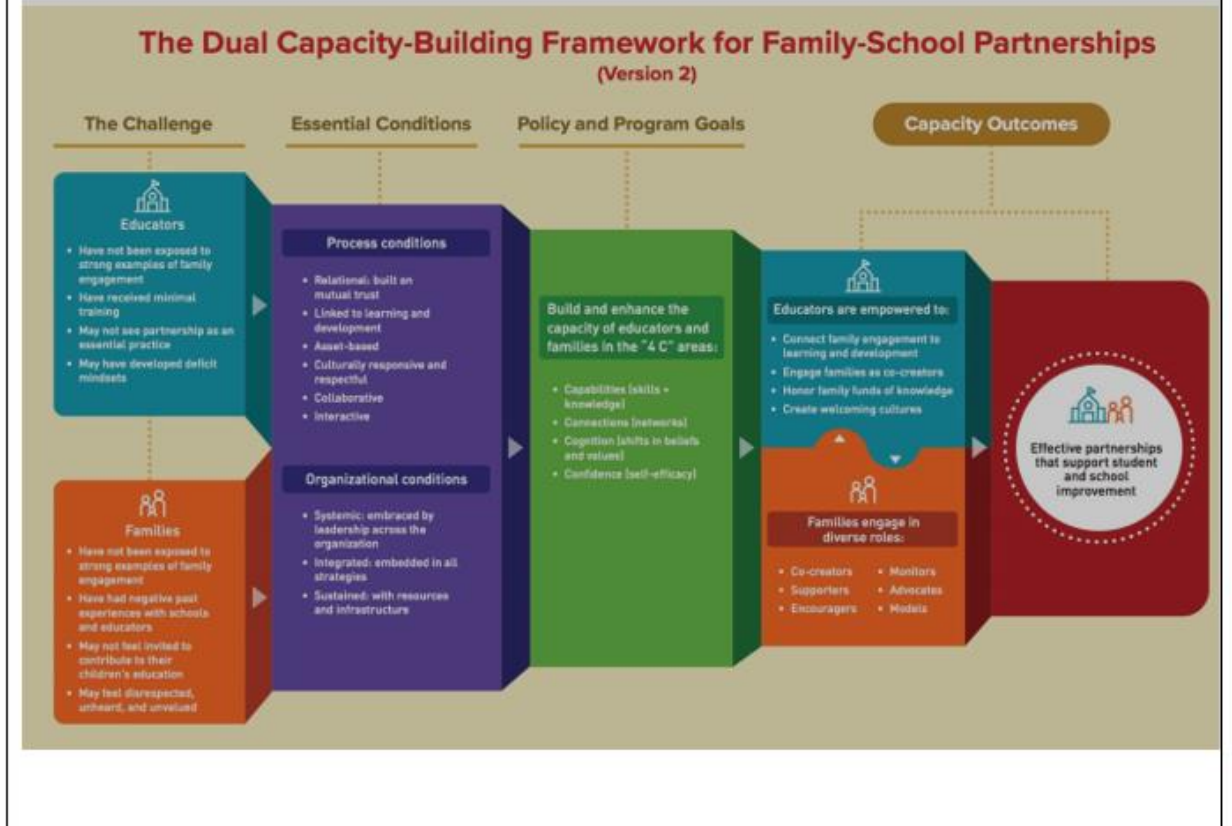 The Dual Capacity-Building Framework for Family-School Partnerships
(Version 2)
The Challenge
Essential Conditions
Policy and Program Goals
Capacity Outcomes
Educators
• Have not been exposed to
strong examples of family
engagement
• Have received minimal
training
• May not see partnership as an
essential practice
• May have developed deficit
mindsets
Families
• Have not been exposed to
strong examples of family
engagement
• Have had negative past
experiences with schools
and educators
• May not feel invited to
contribute to their
children's education
• May feel disrespected,
unheard, and unvalued
Process conditions
• Relational: built on
mutual trust
• Linked to learning and
development
• Asset-based
• Culturally responsive and
respectful
• Collaborative
• Interactive
Organizational conditions
• Systemic: embraced by
leadership across the
organization
• Integrated: embedded in all
strategies
• Sustained: with resources
and infrastructure
Build and enhance the
capacity of educators and
families in the "4 C" areas:
• Capabilities (skills +
knowledge)
• Connections (networks)
• Cognition (shifts in beliefs
and values)
• Confidence (self-efficacy)
Educators are empowered to:
• Connect family engagement to
learning and development
• Engage families as co-creators
• Honor family funds of knowledge
• Create welcoming cultures
Families engage in
diverse roles:
• Co-creators
• Supporters
• Encouragers
• Monitors
• Advocates
• Models
Effective partnerships
that support student
and school
improvement